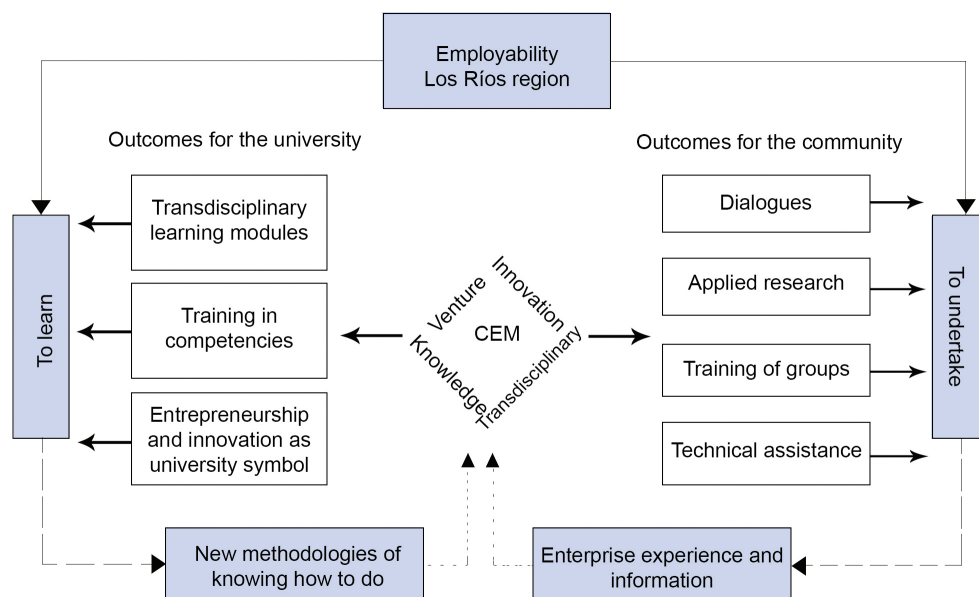 Employability
Los Ríos region
Outcomes for the university
Outcomes for the community
To learn
Transdisciplinary
learning modules
Training in
competencies
Entrepreneurship
and innovation as
university symbol
Venture
Innovation
CEM
Knowledge
Transdisciplinary
Dialogues
Applied research
Training of groups
Technical assistance
To undertake
New methodologies of
knowing how to do
Enterprise experience and
information